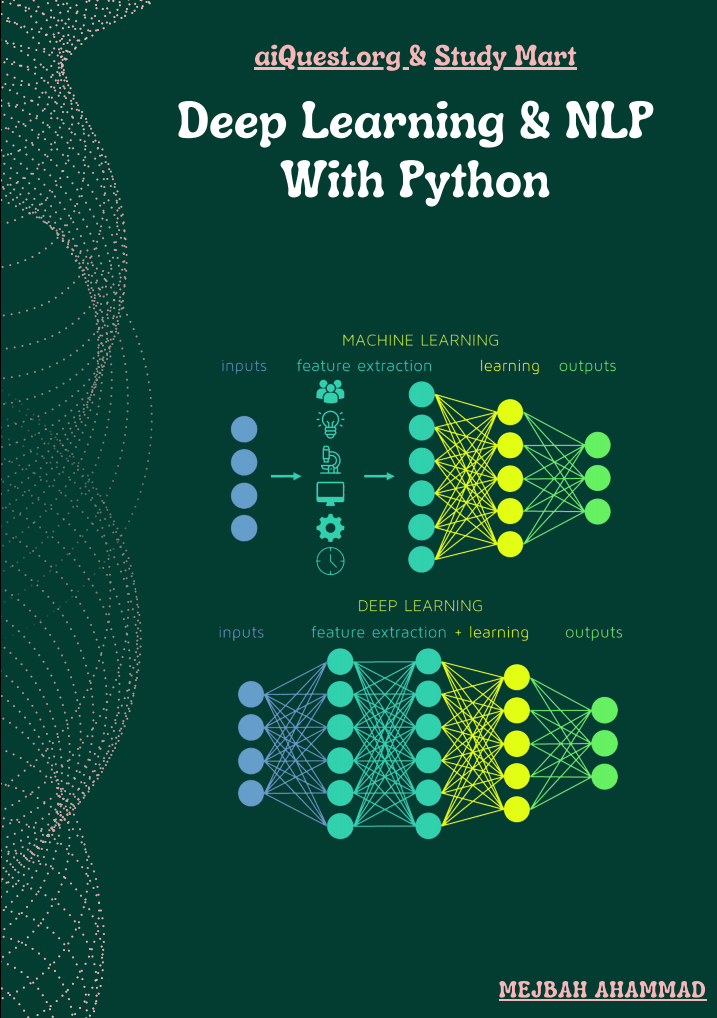 aiQuest.org & Study Mart
Deep Learning & NLP
With Python
MACHINE LEARNING
inputs feature extraction learning outputs
DEEP LEARNING
inputs feature extraction + learning outputs
MEJBAH AHAMMAD